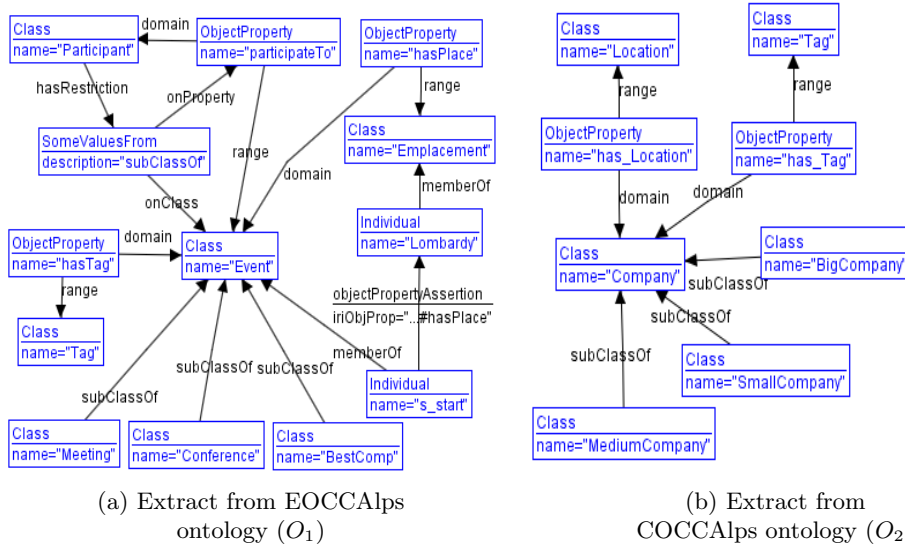 Class
name="Participant"
domain
ObjectProperty
name="participateTo"
ObjectProperty
name="hasPlace"
hasRestriction
onProperty
range
SomeValuesFrom
description="subClassOf"
range
Class
name="Emplacement"
domain
memberOf
onClass
Individual
name="Lombardy"
ObjectProperty
name="hasTag"
domain
Class
name="Event"
range
objectPropertyAssertion
iriObjProp="...#hasPlace"
Class
name="Tag"
memberOf
subClassOf
subClassOf
subClassOf
Individual
name="s_start"
Class
name="Meeting"
Class
name="Conference"
Class
name="BestComp"
(a) Extract from EOCCAlps
ontology (O₁)
Class
name="Location"
Class
name="Tag"
range
range
ObjectProperty
name="has_Location"
ObjectProperty
name="has_Tag"
domain
domain
Class
name="Company"
Class
name="BigCompany"
subClassOf
subClassOf
subClassOf
Class
name="SmallCompany"
Class
name="MediumCompany"
(b) Extract from
COCCAlps ontology (O₂